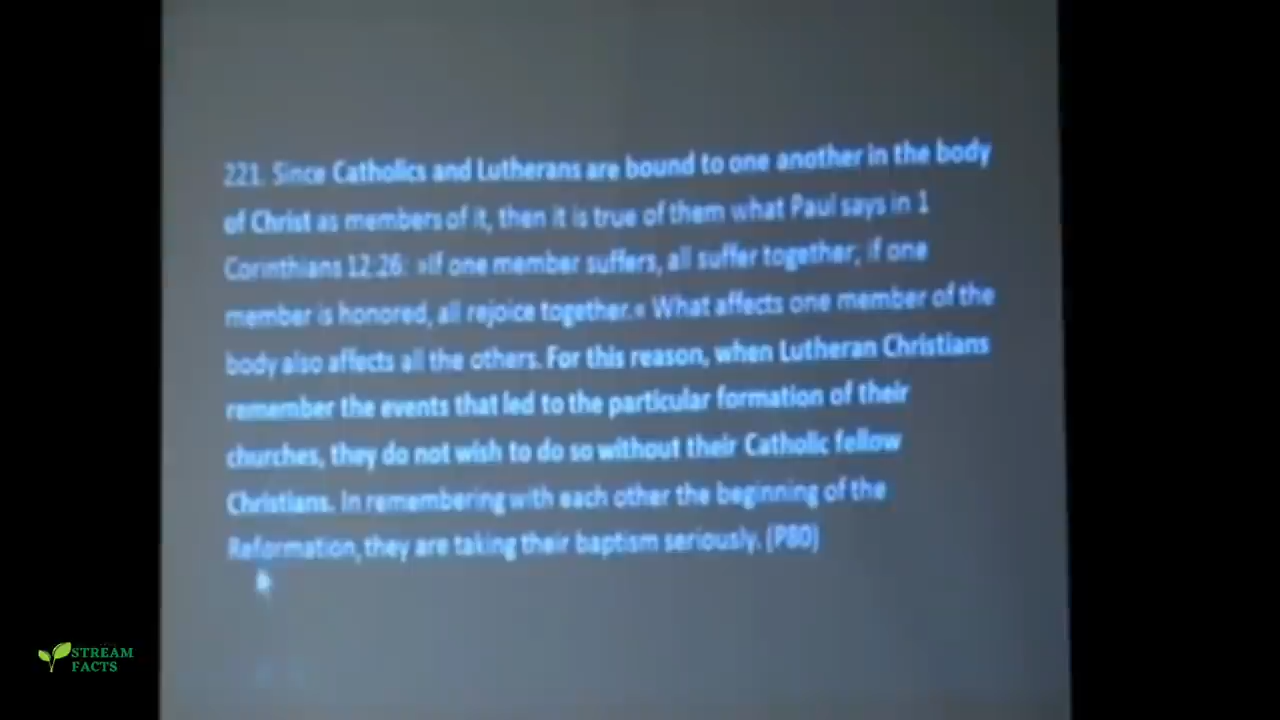 221. Since Catholics and Lutherans are bound to one another in the body
of Christ as members of it, then it is true of them what Paul says in 1
Corinthians 12.26: »If one member suffers, all suffer together, if one
member is honored, all rejoice together.« What affects one member of the
body also affects all the others. For this reason, when Lutheran Christians
remember the events that led to the particular formation of their
churches, they do not wish to do so without their Catholic fellow
Christians. In remembering with each other the beginning of the
Reformation, they are taking their baptism seriously. (P80)
STREAM
FACTS